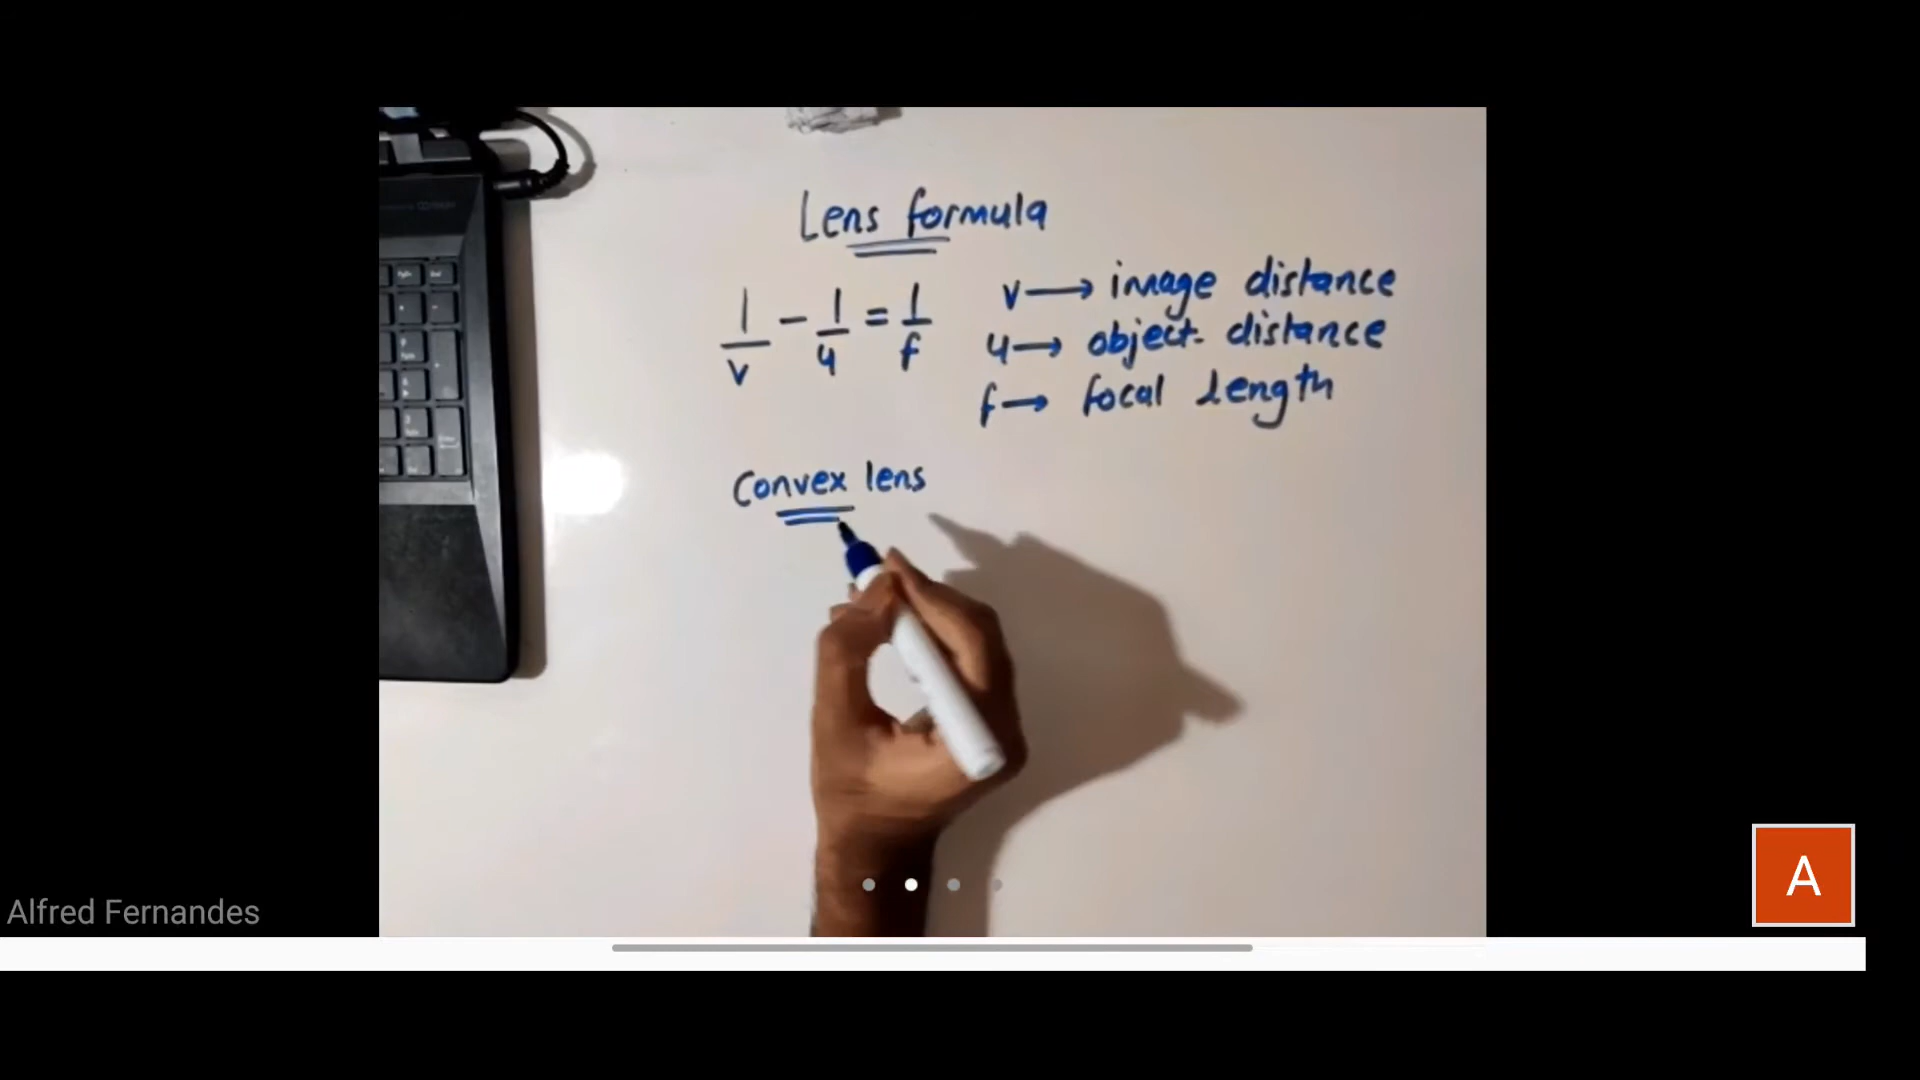 Lens formula
1/v - 1/u = 1/f
v → image distance
u → object distance
f → focal length
Convex lens
A
Alfred Fernandes